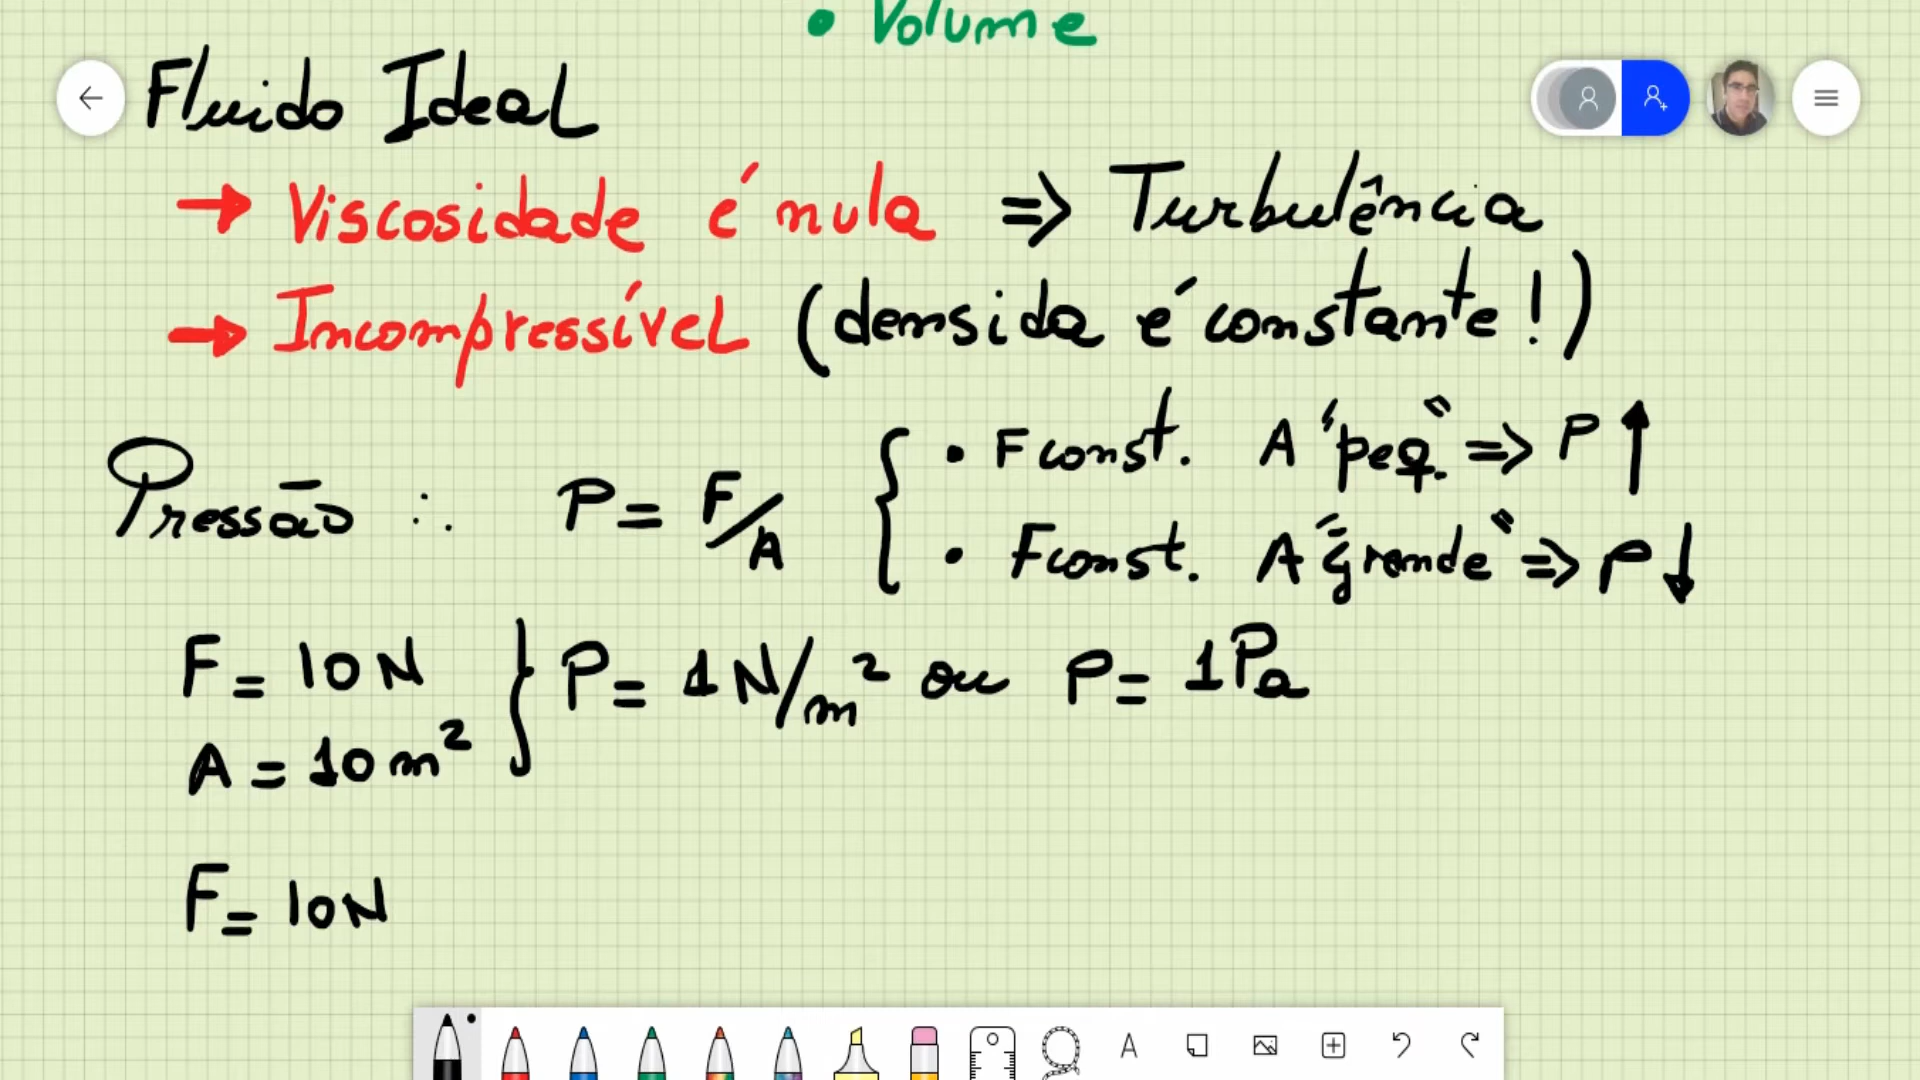 • Volume
Fluido Ideal
→ Viscosidade é nula => Turbulência
→ Incompressível (densida é constante!)
Pressão ∴ P = F/A { • F const. A "peq." => P ↑
• F const. A "grande" => P ↓
F = 10 N } P = 1 N/m² ou P = 1 Pa
A = 10 m²
F = 10 N
A